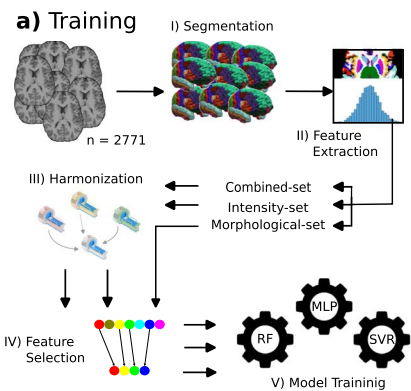 a) Training
I) Segmentation
n = 2771
II) Feature
Extraction
III) Harmonization
Combined-set
Intensity-set
Morphological-set
IV) Feature
Selection
MLP
RF
SVR
V) Model Traininig